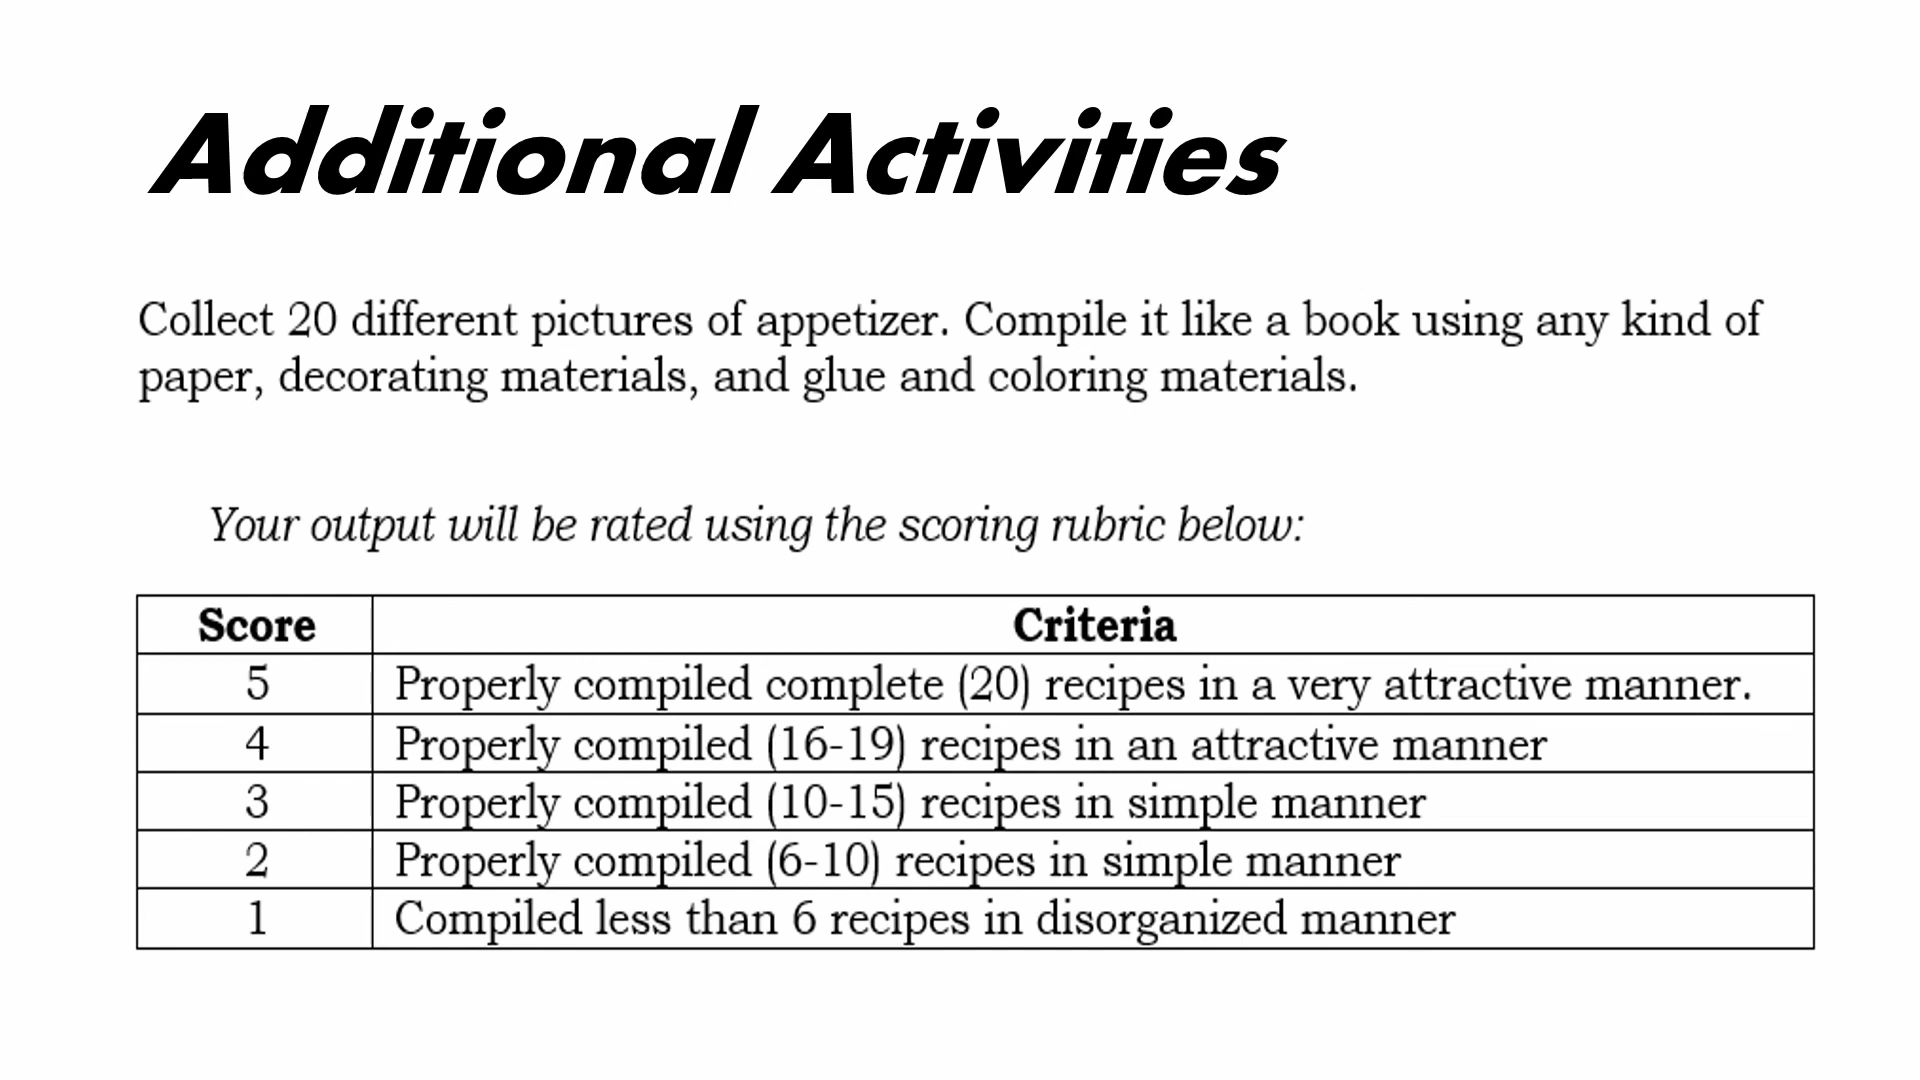 Additional Activities
Collect 20 different pictures of appetizer. Compile it like a book using any kind of
paper, decorating materials, and glue and coloring materials.
Your output will be rated using the scoring rubric below:
Score Criteria
5 Properly compiled complete (20) recipes in a very attractive manner.
4 Properly compiled (16-19) recipes in an attractive manner
3 Properly compiled (10-15) recipes in simple manner
2 Properly compiled (6-10) recipes in simple manner
1 Compiled less than 6 recipes in disorganized manner